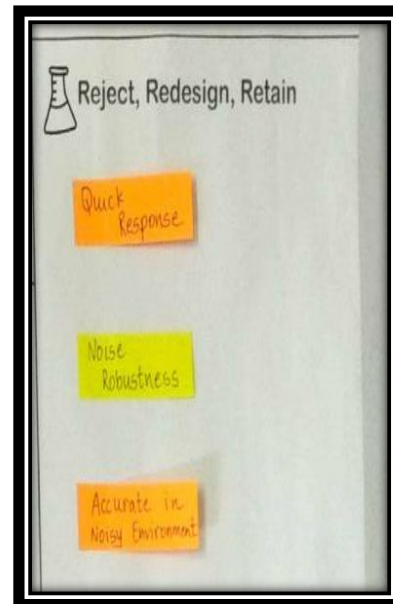 Reject, Redesign, Retain
Quick
Response
Noise
Robustness
Accurate in
Noisy Environment